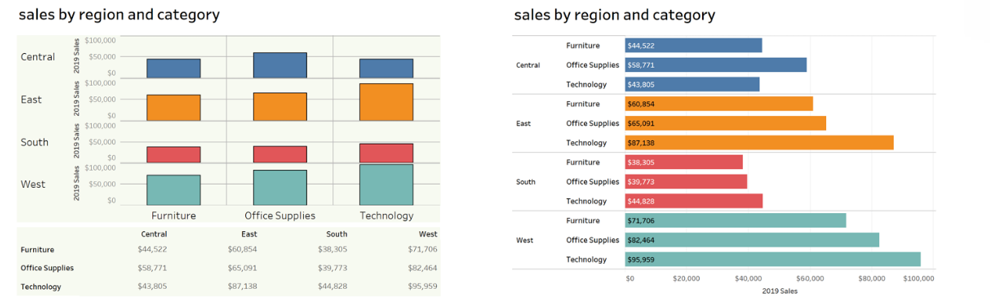 sales by region and category
Central
2019 Sales
$100,000
$50,000
$0
East
2019 Sales
$100,000
$50,000
$0
South
2019 Sales
$100,000
$50,000
$0
West
2019 Sales
$100,000
$50,000
$0
Furniture Office Supplies Technology
Central East South West
Furniture $44,522 $60,854 $38,305 $71,706
Office Supplies $58,771 $65,091 $39,773 $82,464
Technology $43,805 $87,138 $44,828 $95,959
sales by region and category
Central
Furniture $44,522
Office Supplies $58,771
Technology $43,805
East
Furniture $60,854
Office Supplies $65,091
Technology $87,138
South
Furniture $38,305
Office Supplies $39,773
Technology $44,828
West
Furniture $71,706
Office Supplies $82,464
Technology $95,959
$0 $20,000 $40,000 $60,000 $80,000 $100,000
2019 Sales